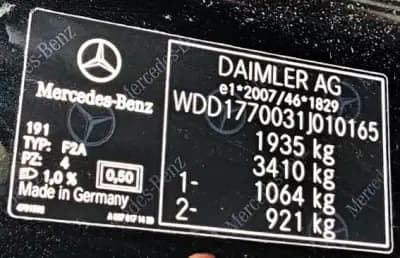 Mercedes-Benz
191
TYP: F2A
PZ: 4
1,0 % 0,50
Made in Germany
DAIMLER AG
e1*2007/46*1829
WDD1770031J010165
1935 kg
3410 kg
1- 1064 kg
2- 921 kg